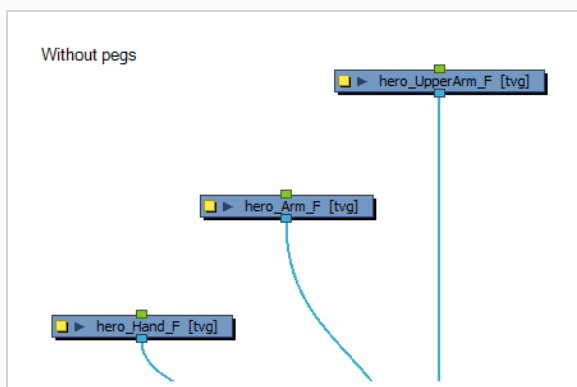 Without pegs
hero_UpperArm_F [tvg]
hero_Arm_F [tvg]
hero_Hand_F [tvg]